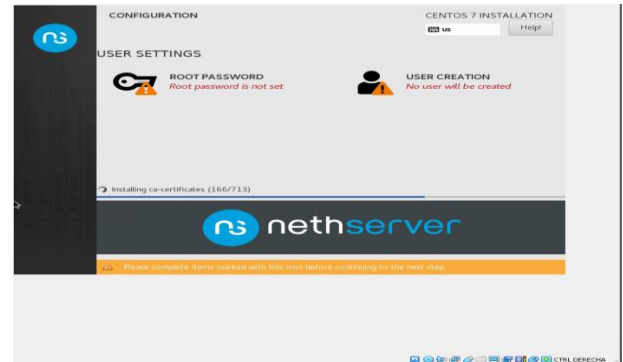 CONFIGURATION
CENTOS 7 INSTALLATION
us
Help!
USER SETTINGS
ROOT PASSWORD
Root password is not set
USER CREATION
No user will be created
Installing ca-certificates (166/713)
ns nethserver
Please complete items marked with this icon before continuing to the next step.
CTRL DERECHA